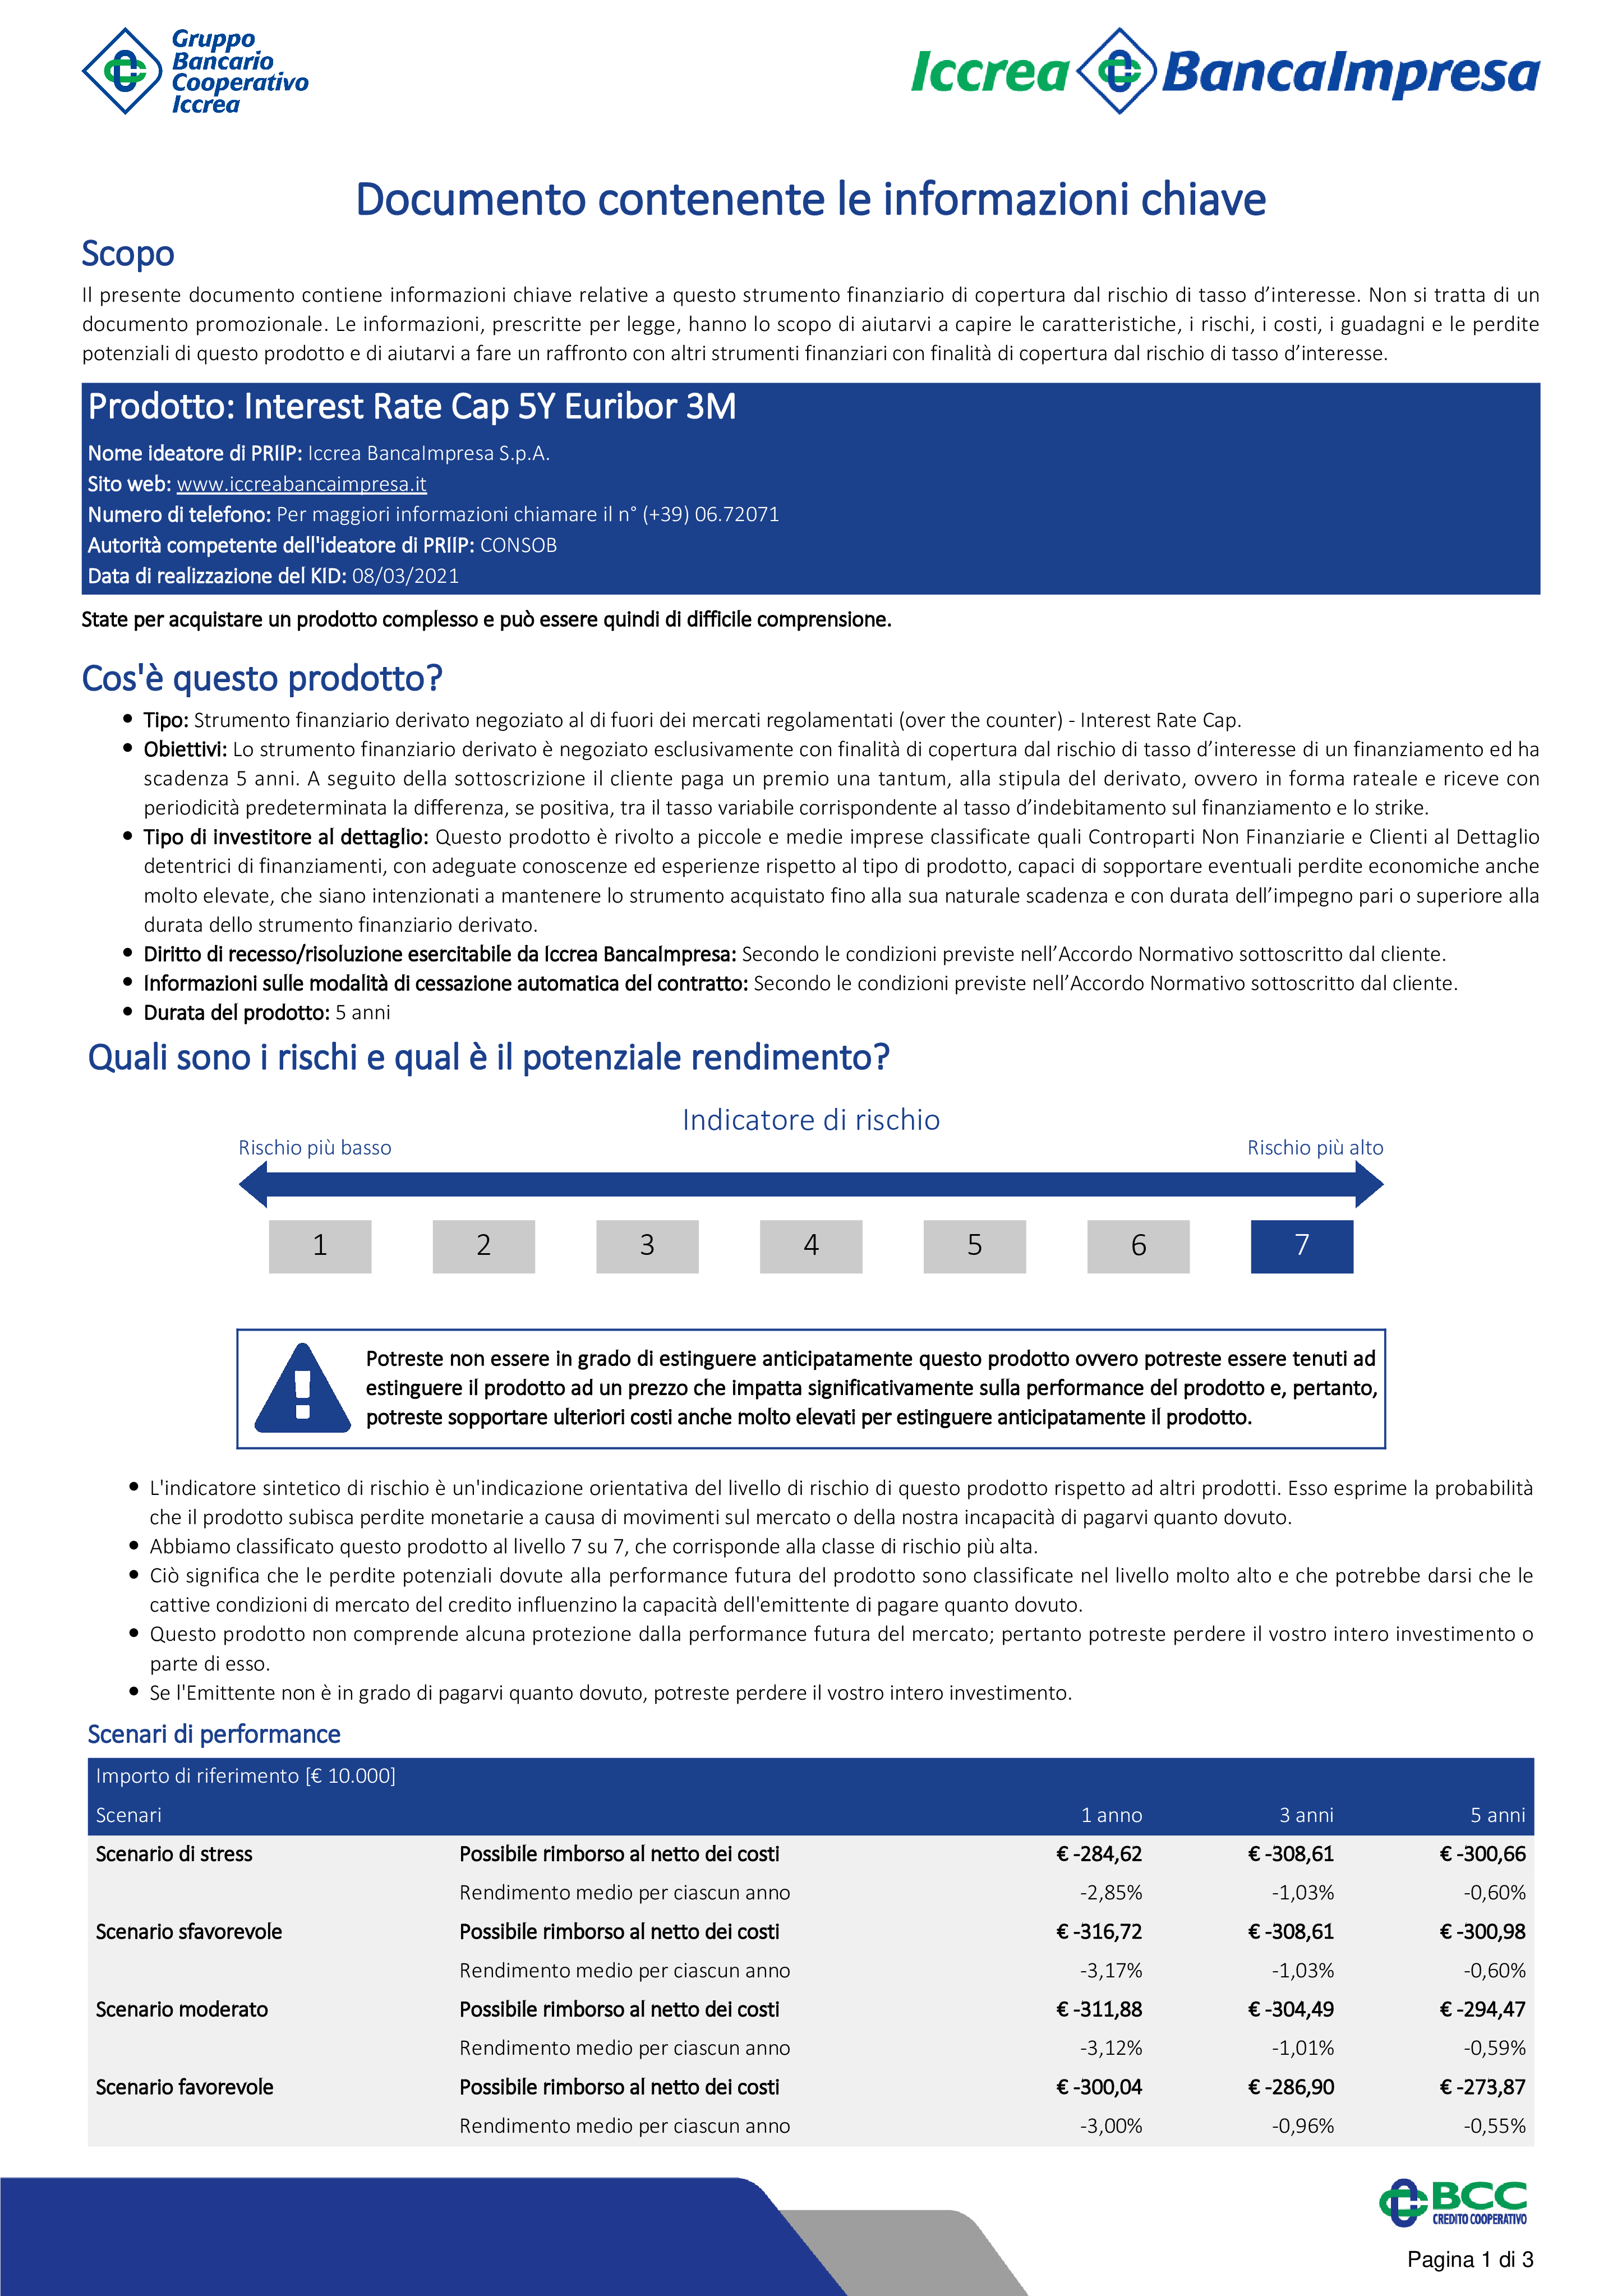 Gruppo
Bancario
Cooperativo
Iccrea
Iccrea BancaImpresa
Documento contenente le informazioni chiave
Scopo
Il presente documento contiene informazioni chiave relative a questo strumento finanziario di copertura dal rischio di tasso d’interesse. Non si tratta di un
documento promozionale. Le informazioni, prescritte per legge, hanno lo scopo di aiutarvi a capire le caratteristiche, i rischi, i costi, i guadagni e le perdite
potenziali di questo prodotto e di aiutarvi a fare un raffronto con altri strumenti finanziari con finalità di copertura dal rischio di tasso d’interesse.
Prodotto: Interest Rate Cap 5Y Euribor 3M
Nome ideatore di PRIIP: Iccrea BancaImpresa S.p.A.
Sito web: www.iccreabancaimpresa.it
Numero di telefono: Per maggiori informazioni chiamare il n° (+39) 06.72071
Autorità competente dell'ideatore di PRIIP: CONSOB
Data di realizzazione del KID: 08/03/2021
State per acquistare un prodotto complesso e può essere quindi di difficile comprensione.
Cos'è questo prodotto?
• Tipo: Strumento finanziario derivato negoziato al di fuori dei mercati regolamentati (over the counter) - Interest Rate Cap.
• Obiettivi: Lo strumento finanziario derivato è negoziato esclusivamente con finalità di copertura dal rischio di tasso d’interesse di un finanziamento ed ha
scadenza 5 anni. A seguito della sottoscrizione il cliente paga un premio una tantum, alla stipula del derivato, ovvero in forma rateale e riceve con
periodicità predeterminata la differenza, se positiva, tra il tasso variabile corrispondente al tasso d’indebitamento sul finanziamento e lo strike.
• Tipo di investitore al dettaglio: Questo prodotto è rivolto a piccole e medie imprese classificate quali Controparti Non Finanziarie e Clienti al Dettaglio
detentrici di finanziamenti, con adeguate conoscenze ed esperienze rispetto al tipo di prodotto, capaci di sopportare eventuali perdite economiche anche
molto elevate, che siano intenzionati a mantenere lo strumento acquistato fino alla sua naturale scadenza e con durata dell’impegno pari o superiore alla
durata dello strumento finanziario derivato.
• Diritto di recesso/risoluzione esercitabile da Iccrea BancaImpresa: Secondo le condizioni previste nell’Accordo Normativo sottoscritto dal cliente.
• Informazioni sulle modalità di cessazione automatica del contratto: Secondo le condizioni previste nell’Accordo Normativo sottoscritto dal cliente.
• Durata del prodotto: 5 anni
Quali sono i rischi e qual è il potenziale rendimento?
Indicatore di rischio
Rischio più basso Rischio più alto
1 2 3 4 5 6 7
Potreste non essere in grado di estinguere anticipatamente questo prodotto ovvero potreste essere tenuti ad
estinguere il prodotto ad un prezzo che impatta significativamente sulla performance del prodotto e, pertanto,
potreste sopportare ulteriori costi anche molto elevati per estinguere anticipatamente il prodotto.
• L'indicatore sintetico di rischio è un'indicazione orientativa del livello di rischio di questo prodotto rispetto ad altri prodotti. Esso esprime la probabilità
che il prodotto subisca perdite monetarie a causa di movimenti sul mercato o della nostra incapacità di pagarvi quanto dovuto.
• Abbiamo classificato questo prodotto al livello 7 su 7, che corrisponde alla classe di rischio più alta.
• Ciò significa che le perdite potenziali dovute alla performance futura del prodotto sono classificate nel livello molto alto e che potrebbe darsi che le
cattive condizioni di mercato del credito influenzino la capacità dell'emittente di pagare quanto dovuto.
• Questo prodotto non comprende alcuna protezione dalla performance futura del mercato; pertanto potreste perdere il vostro intero investimento o
parte di esso.
• Se l'Emittente non è in grado di pagarvi quanto dovuto, potreste perdere il vostro intero investimento.
Scenari di performance
Importo di riferimento [€ 10.000]
Scenari 1 anno 3 anni 5 anni
Scenario di stress Possibile rimborso al netto dei costi € -284,62 € -308,61 € -300,66
Rendimento medio per ciascun anno -2,85% -1,03% -0,60%
Scenario sfavorevole Possibile rimborso al netto dei costi € -316,72 € -308,61 € -300,98
Rendimento medio per ciascun anno -3,17% -1,03% -0,60%
Scenario moderato Possibile rimborso al netto dei costi € -311,88 € -304,49 € -294,47
Rendimento medio per ciascun anno -3,12% -1,01% -0,59%
Scenario favorevole Possibile rimborso al netto dei costi € -300,04 € -286,90 € -273,87
Rendimento medio per ciascun anno -3,00% -0,96% -0,55%
BCC
CREDITO COOPERATIVO
Pagina 1 di 3